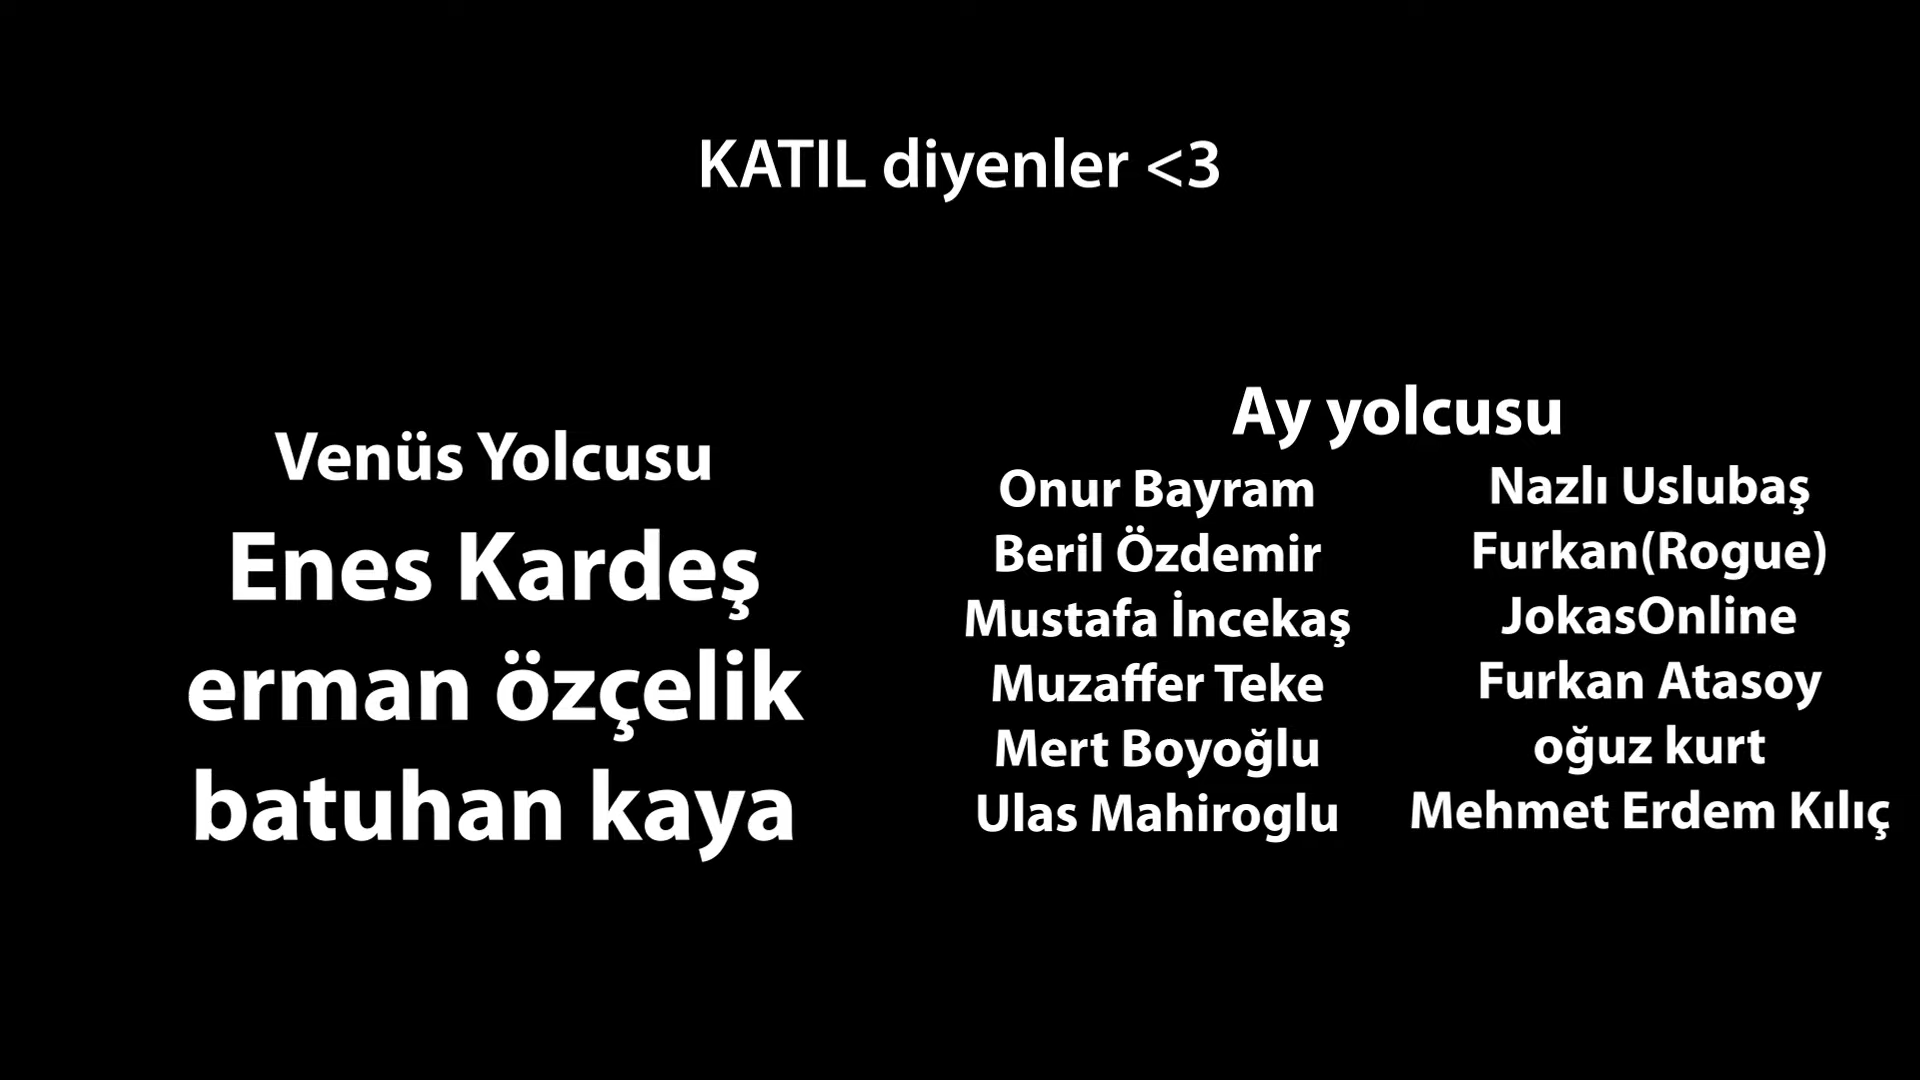 KATIL diyenler <3
Venüs Yolcusu
Enes Kardeş
erman özçelik
batuhan kaya
Ay yolcusu
Onur Bayram
Beril Özdemir
Mustafa İncekaş
Muzaffer Teke
Mert Boyoğlu
Ulas Mahiroglu
Nazlı Uslubaş
Furkan(Rogue)
JokasOnline
Furkan Atasoy
oğuz kurt
Mehmet Erdem Kılıç